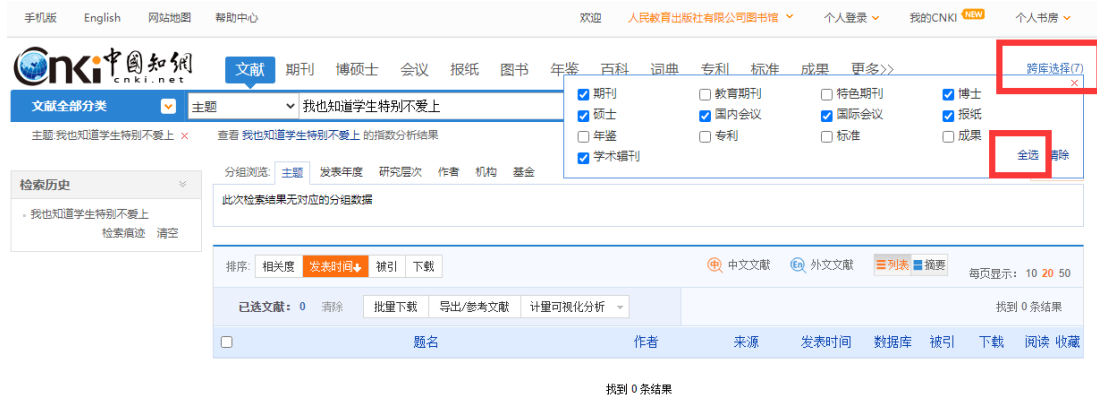 手机版 English 网站地图 帮助中心 欢迎 人民教育出版社有限公司图书馆 个人登录 我的CNKI NEW 个人书房
Cnki中国知网
cnki.net
文献 期刊 博硕士 会议 报纸 图书 年鉴 百科 词典 专利 标准 成果 更多>> 跨库选择(7)
文献全部分类 主题 我也知道学生特别不爱上
期刊 教育期刊 特色期刊 博士
硕士 国内会议 国际会议 报纸
年鉴 专利 标准 成果
学术辑刊
全选 清除
主题:我也知道学生特别不爱上 × 查看 我也知道学生特别不爱上 的指数分析结果
分组浏览: 主题 发表年度 研究层次 作者 机构 基金
检索历史
此次检索结果无对应的分组数据
我也知道学生特别不爱上
检索痕迹 清空
排序: 相关度 发表时间↓ 被引 下载 中 中文文献 En 外文文献 列表 摘要 每页显示: 10 20 50
已选文献: 0 清除 批量下载 导出/参考文献 计量可视化分析 找到 0 条结果
题名 作者 来源 发表时间 数据库 被引 下载 阅读 收藏
找到 0 条结果